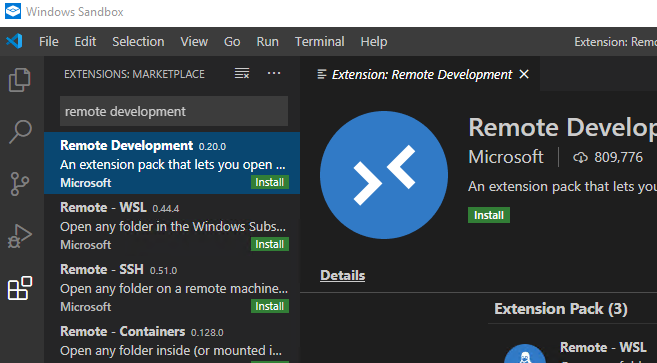 Windows Sandbox
File Edit Selection View Go Run Terminal Help
Extension: Remo
EXTENSIONS: MARKETPLACE
remote development
Remote Development 0.20.0
An extension pack that lets you open ...
Microsoft Install
Remote - WSL 0.44.4
Open any folder in the Windows Subs...
Microsoft Install
Remote - SSH 0.51.0
Open any folder on a remote machine...
Microsoft Install
Remote - Containers 0.128.0
Open any folder inside (or mounted i...
Microsoft Install
Extension: Remote Development
Remote Develop
Microsoft 809,776
An extension pack that lets you
Install
Details
Extension Pack (3)
Remote - WSL